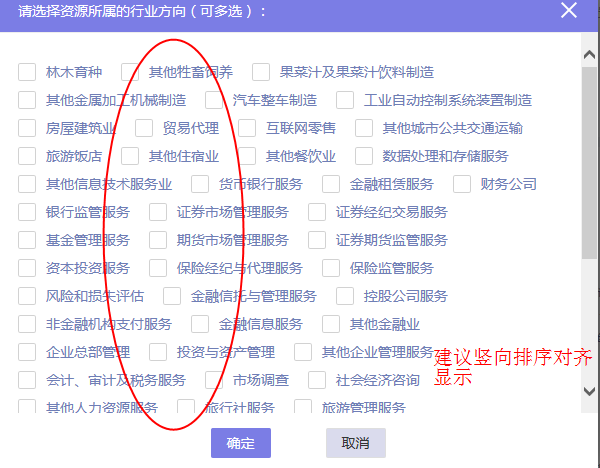 请选择资源所属的行业方向（可多选）：
林木育种 其他牲畜饲养 果菜汁及果菜汁饮料制造
其他金属加工机械制造 汽车整车制造 工业自动控制系统装置制造
房屋建筑业 贸易代理 互联网零售 其他城市公共交通运输
旅游饭店 其他住宿业 其他餐饮业 数据处理和存储服务
其他信息技术服务业 货币银行服务 金融租赁服务 财务公司
银行监管服务 证券市场管理服务 证券经纪交易服务
基金管理服务 期货市场管理服务 证券期货监管服务
资本投资服务 保险经纪与代理服务 保险监管服务
风险和损失评估 金融信托与管理服务 控股公司服务
非金融机构支付服务 金融信息服务 其他金融业
企业总部管理 投资与资产管理 其他企业管理服务
会计、审计及税务服务 市场调查 社会经济咨询
其他人力资源服务 旅行社服务 旅游管理服务
建议竖向排序对齐
显示
确定 取消